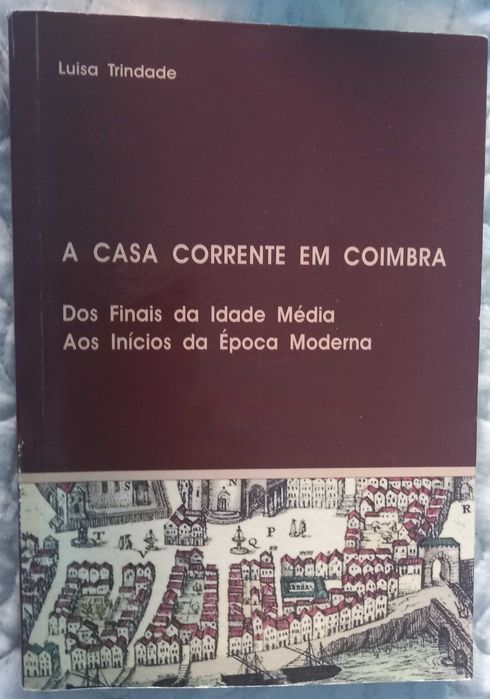 Luisa Trindade
A CASA CORRENTE EM COIMBRA
Dos Finais da Idade Média
Aos Inícios da Época Moderna
S
N
T
V
Q
P
R